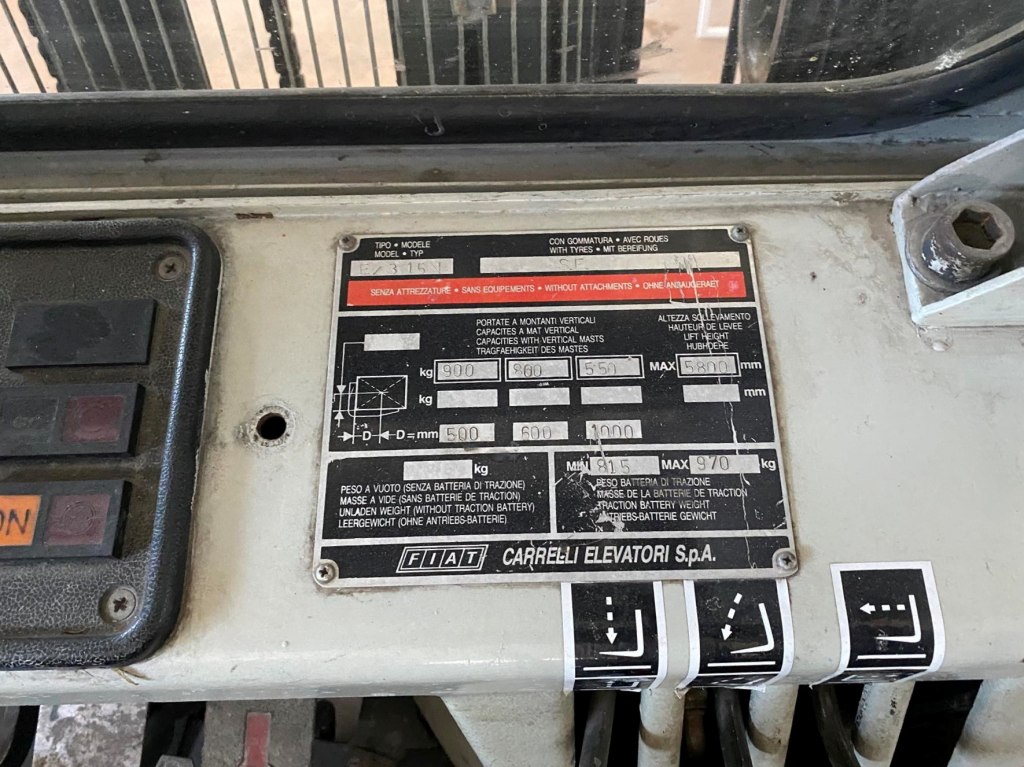 TIPO • MODELE
MODEL • TYP
CON GOMMATURA • AVEC ROUES
WITH TYRES • MIT BEREIFUNG
SE
SENZA ATTREZZATURE • SANS EQUIPEMENTS • WITHOUT ATTACHMENTS • OHNE ANBAUGERAET
PORTATE A MONTANTI VERTICALI
CAPACITES A MAT VERTICAL
CAPACITIES WITH VERTICAL MASTS
TRAGFAEHIGKEIT DES MASTES
ALTEZZA SOLLEVAMENTO
HAUTEUR DE LEVEE
LIFT HEIGHT
HUBHOEHE
kg 900 800 550 MAX 5800 mm
kg mm
D D=mm 500 600 1000
kg
PESO A VUOTO (SENZA BATTERIA DI TRAZIONE)
MASSE A VIDE (SANS BATTERIE DE TRACTION)
UNLADEN WEIGHT (WITHOUT TRACTION BATTERY)
LEERGEWICHT (OHNE ANTRIEBS-BATTERIE)
MIN 815 MAX 970 kg
PESO BATTERIA DI TRAZIONE
MASSE DE LA BATTERIE DE TRACTION
TRACTION BATTERY WEIGHT
ANTRIEBS-BATTERIE GEWICHT
FIAT CARRELLI ELEVATORI S.p.A.
ON